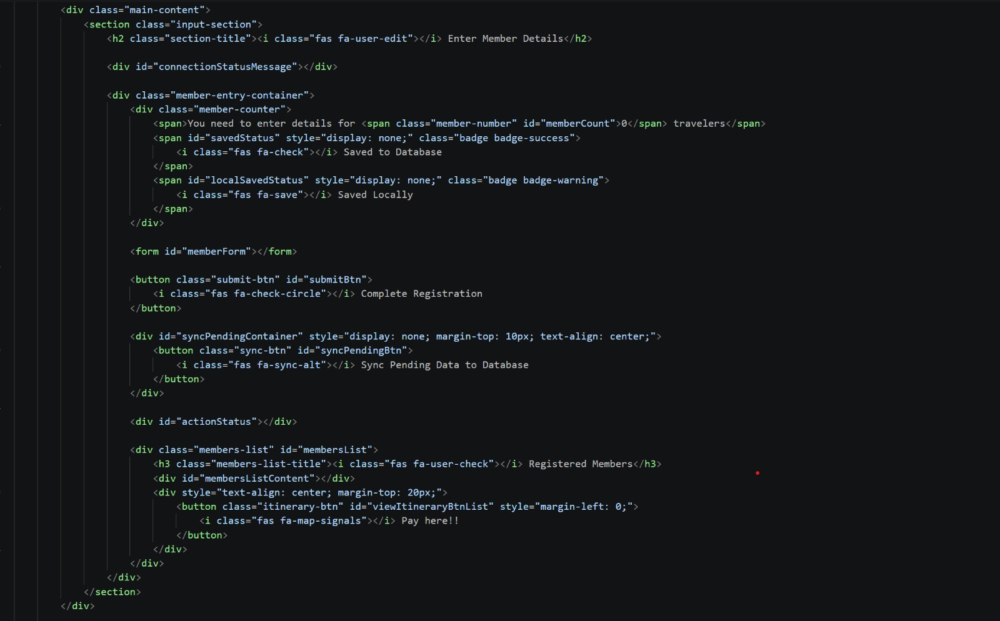 <div class="main-content">
<section class="input-section">
<h2 class="section-title"><i class="fas fa-user-edit"></i> Enter Member Details</h2>
<div id="connectionStatusMessage"></div>
<div class="member-entry-container">
<div class="member-counter">
<span>You need to enter details for <span class="member-number" id="memberCount">0</span> travelers</span>
<span id="savedStatus" style="display: none;" class="badge badge-success">
<i class="fas fa-check"></i> Saved to Database
</span>
<span id="localSavedStatus" style="display: none;" class="badge badge-warning">
<i class="fas fa-save"></i> Saved Locally
</span>
</div>
<form id="memberForm"></form>
<button class="submit-btn" id="submitBtn">
<i class="fas fa-check-circle"></i> Complete Registration
</button>
<div id="syncPendingContainer" style="display: none; margin-top: 10px; text-align: center;">
<button class="sync-btn" id="syncPendingBtn">
<i class="fas fa-sync-alt"></i> Sync Pending Data to Database
</button>
</div>
<div id="actionStatus"></div>
<div class="members-list" id="membersList">
<h3 class="members-list-title"><i class="fas fa-user-check"></i> Registered Members</h3>
<div id="membersListContent"></div>
<div style="text-align: center; margin-top: 20px;">
<button class="itinerary-btn" id="viewItineraryBtnList" style="margin-left: 0;">
<i class="fas fa-map-signals"></i> Pay here!!
</button>
</div>
</div>
</div>
</section>
</div>